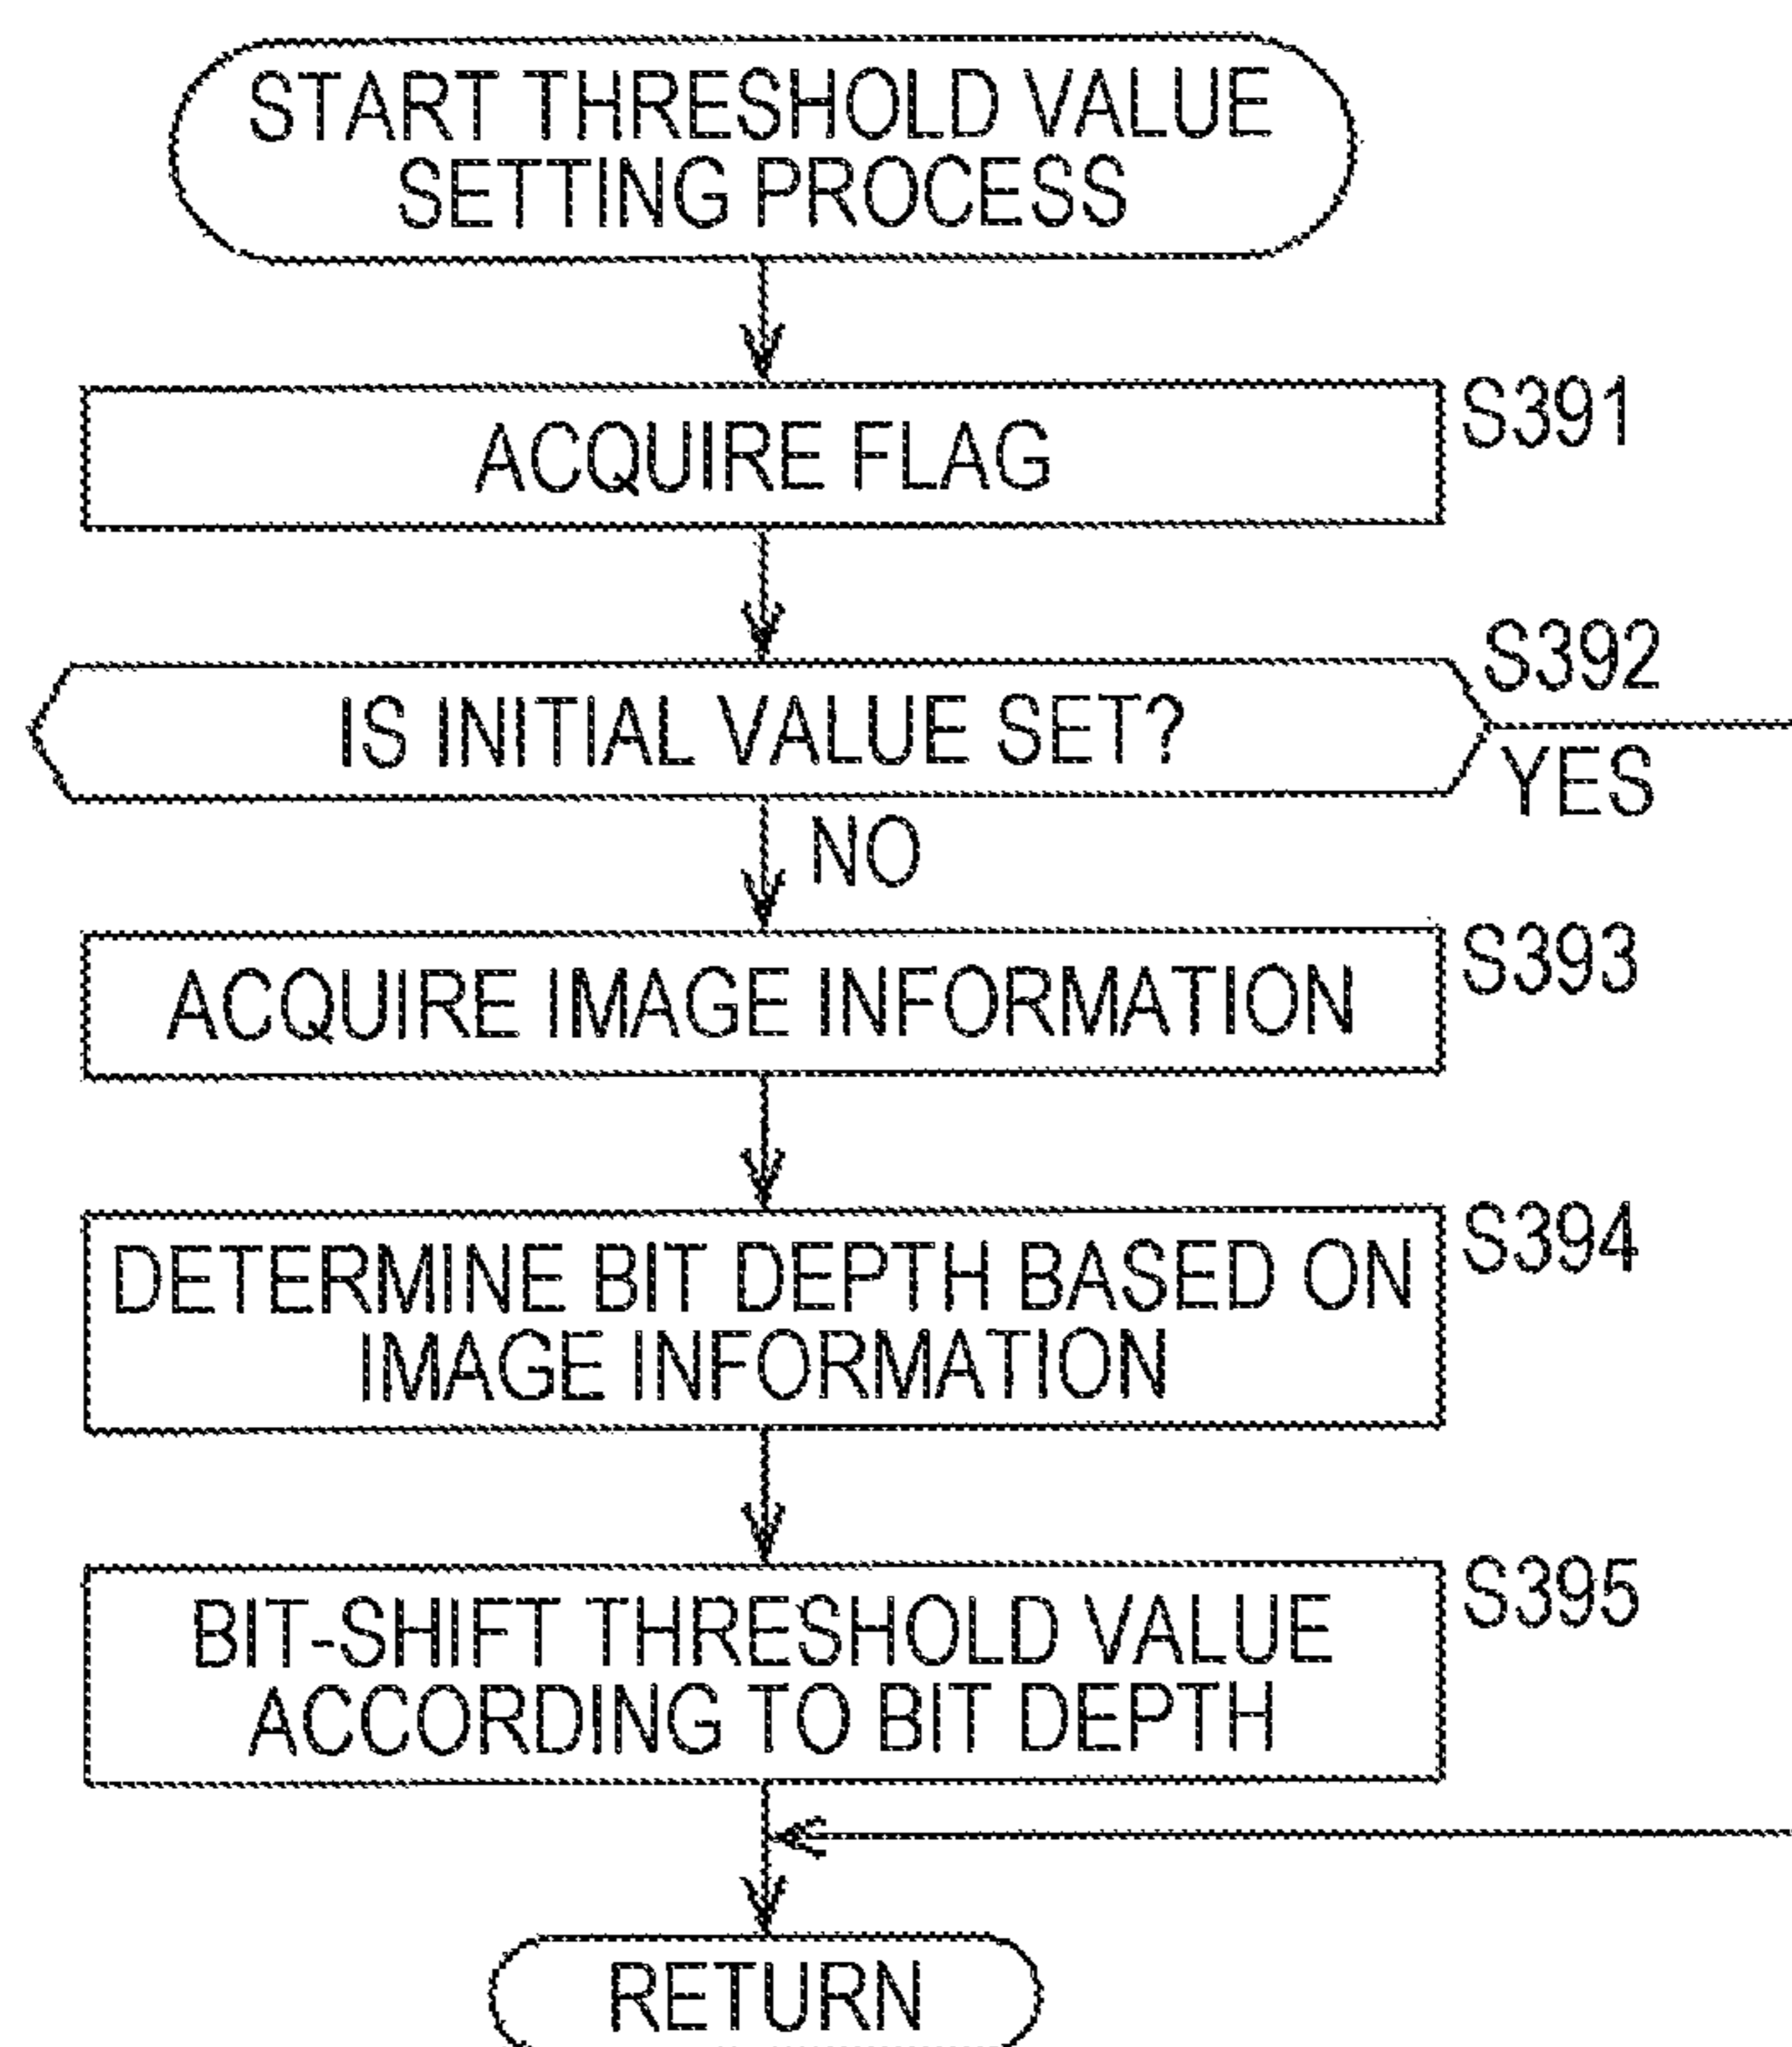 START THRESHOLD VALUE
SETTING PROCESS
ACQUIRE FLAG
S391
IS INITIAL VALUE SET?
S392
YES
NO
ACQUIRE IMAGE INFORMATION
S393
DETERMINE BIT DEPTH BASED ON
IMAGE INFORMATION
S394
BIT-SHIFT THRESHOLD VALUE
ACCORDING TO BIT DEPTH
S395
RETURN